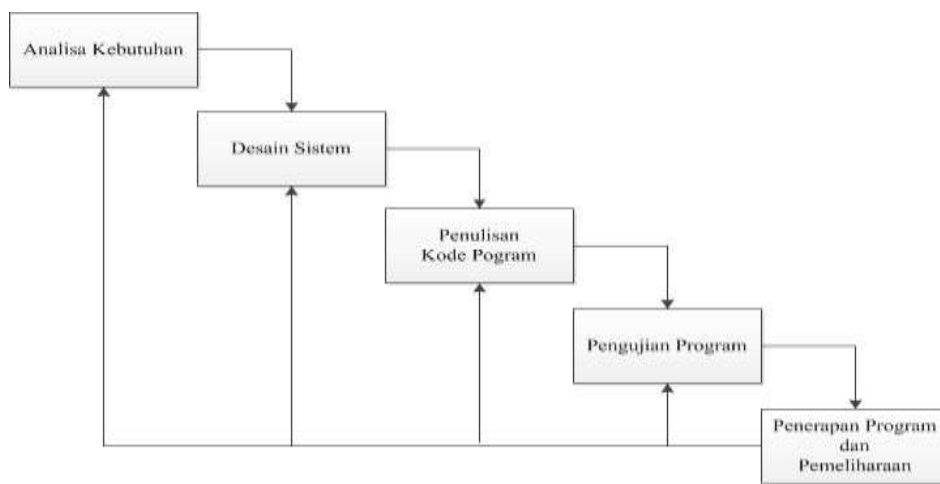 Analisa Kebutuhan
Desain Sistem
Penulisan
Kode Pogram
Pengujian Program
Penerapan Program
dan
Pemeliharaan